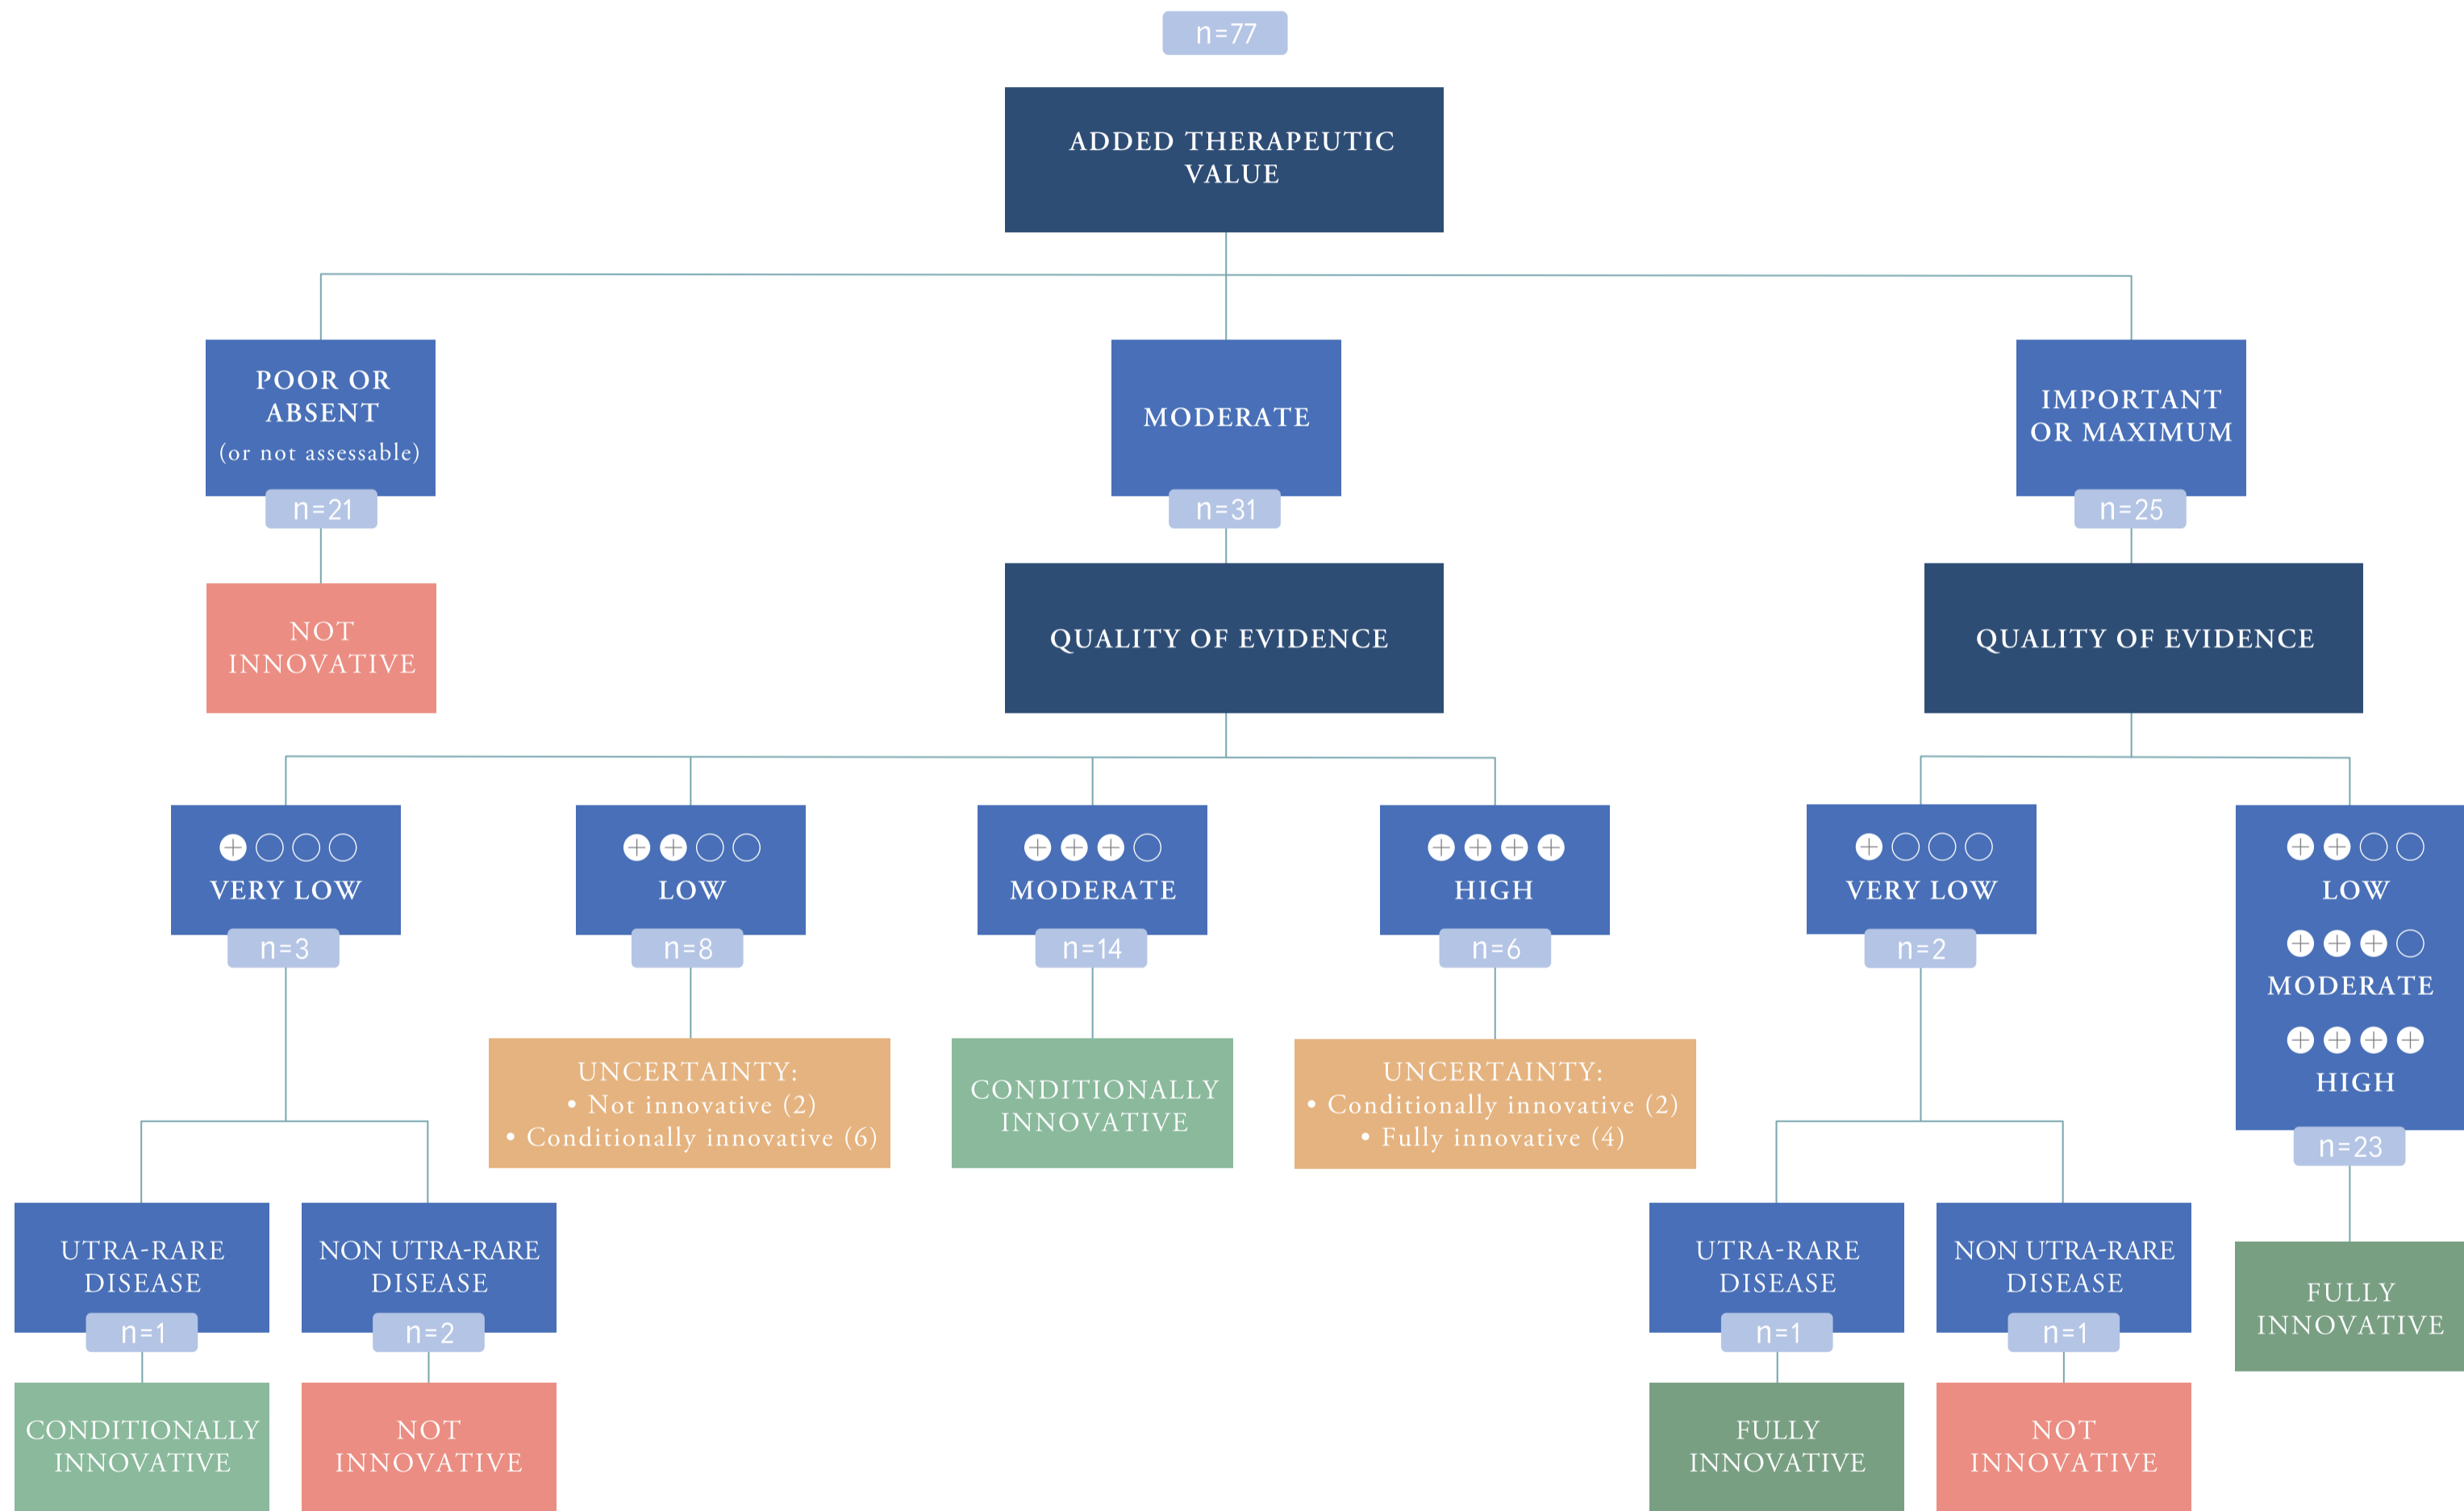 n=77
ADDED THERAPEUTIC
VALUE
POOR OR
ABSENT
(or not assessable)
n=21
NOT
INNOVATIVE
MODERATE
n=31
QUALITY OF EVIDENCE
IMPORTANT
OR MAXIMUM
n=25
QUALITY OF EVIDENCE
VERY LOW
n=3
LOW
n=8
MODERATE
n=14
HIGH
n=6
VERY LOW
n=2
LOW
MODERATE
HIGH
n=23
UNCERTAINTY:
• Not innovative (2)
• Conditionally innovative (6)
CONDITIONALLY
INNOVATIVE
UNCERTAINTY:
• Conditionally innovative (2)
• Fully innovative (4)
UTRA-RARE
DISEASE
n=1
CONDITIONALLY
INNOVATIVE
NON UTRA-RARE
DISEASE
n=2
NOT
INNOVATIVE
UTRA-RARE
DISEASE
n=1
FULLY
INNOVATIVE
NON UTRA-RARE
DISEASE
n=1
NOT
INNOVATIVE
FULLY
INNOVATIVE